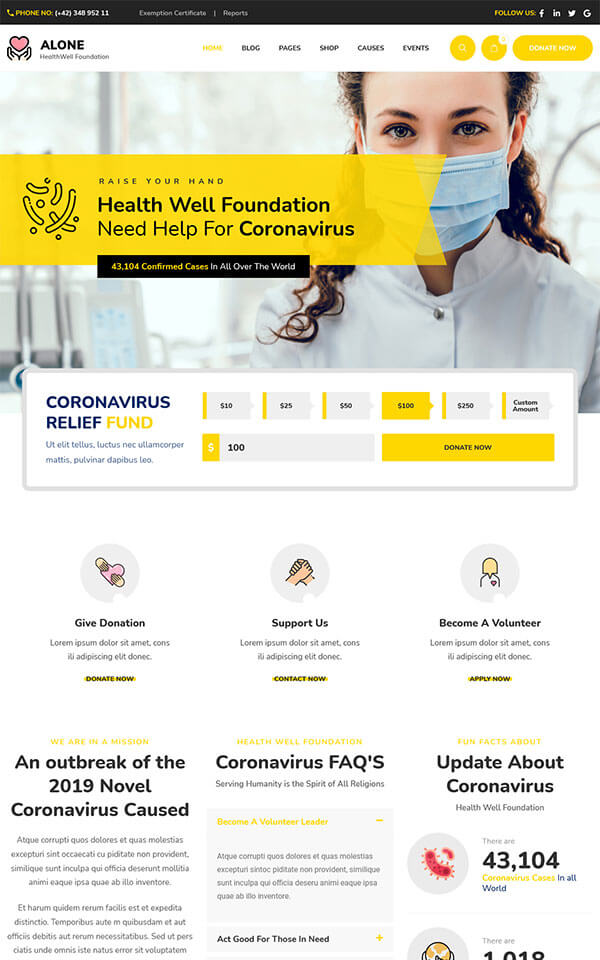 PHONE NO: (+42) 348 952 11 Exemption Certificate | Reports FOLLOW US:
ALONE
HealthWell Foundation
HOME BLOG PAGES SHOP CAUSES EVENTS 0 DONATE NOW
RAISE YOUR HAND
Health Well Foundation
Need Help For Coronavirus
43,104 Confirmed Cases In All Over The World
CORONAVIRUS
RELIEF FUND
Ut elit tellus, luctus nec ullamcorper
mattis, pulvinar dapibus leo.
$10 $25 $50 $100 $250 Custom
Amount
$ 100 DONATE NOW
Give Donation
Lorem ipsum dolor sit amet, cons
ili adipiscing elit donec.
DONATE NOW
Support Us
Lorem ipsum dolor sit amet, cons
ili adipiscing elit donec.
CONTACT NOW
Become A Volunteer
Lorem ipsum dolor sit amet, cons
ili adipiscing elit donec.
APPLY NOW
WE ARE IN A MISSION
An outbreak of the
2019 Novel
Coronavirus Caused
Atque corrupti quos dolores et quas molestias
excepturi sint occaecati cu piditate non provident,
similique sunt inculpa qui officia deserunt mollitia
animi eaque ipsa quae ab illo inventore.
Et harum quidem rerum facilis est et expedita
distinctio. Temporibus aute m quibusdam et aut
officiis debitis aut rerum necessitatibus. Sed ut pers
ciatis unde omnis iste natus error sit voluptatem
HEALTH WELL FOUNDATION
Coronavirus FAQ'S
Serving Humanity is the Spirit of All Religions
Become A Volunteer Leader −
Atque corrupti quos dolores et quas molestias
excepturi sintoc piditate non provident, similique
sunt inculpa qui officia deseru animi eaque ipsa
quae ab illo inventore.
Act Good For Those In Need +
FUN FACTS ABOUT
Update About
Coronavirus
Health Well Foundation
There are
43,104
Coronavirus Cases In all
World
There are
1,018